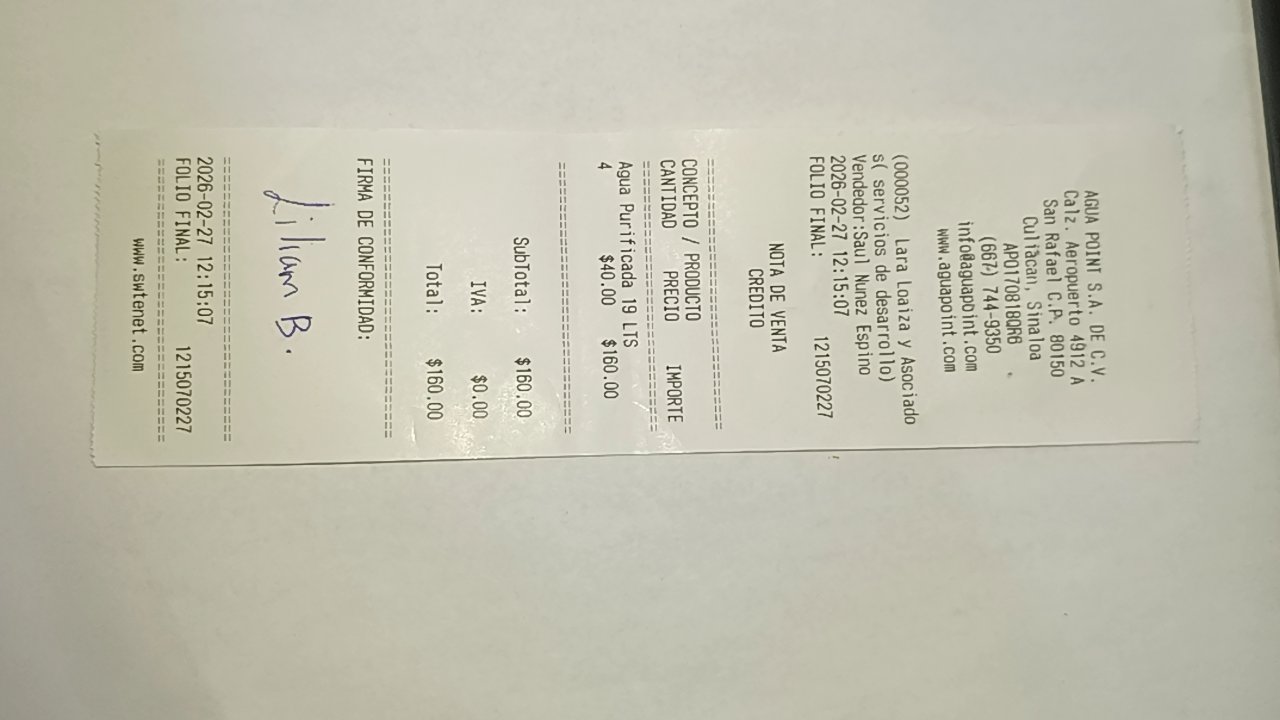 AGUA POINT S.A. DE C.V.
Calz. Aeropuerto 4912 A
San Rafael C.P. 80150
Culiacan, Sinaloa
APO170818QR6
(667) 744-9350
info@aguapoint.com
www.aguapoint.com
(000052) Lara Loaiza y Asociado
s( servicios de desarrollo)
Vendedor:Saul Nunez Espino
2026-02-27 12:15:07
FOLIO FINAL: 1215070227
NOTA DE VENTA
CREDITO
==============================
CONCEPTO / PRODUCTO
CANTIDAD PRECIO IMPORTE
==============================
Agua Purificada 19 LTS
4 $40.00 $160.00
==============================
SubTotal: $160.00
IVA: $0.00
Total: $160.00
==============================
FIRMA DE CONFORMIDAD:
Liliam B.
==============================
2026-02-27 12:15:07
FOLIO FINAL: 1215070227
==============================
www.swtenet.com